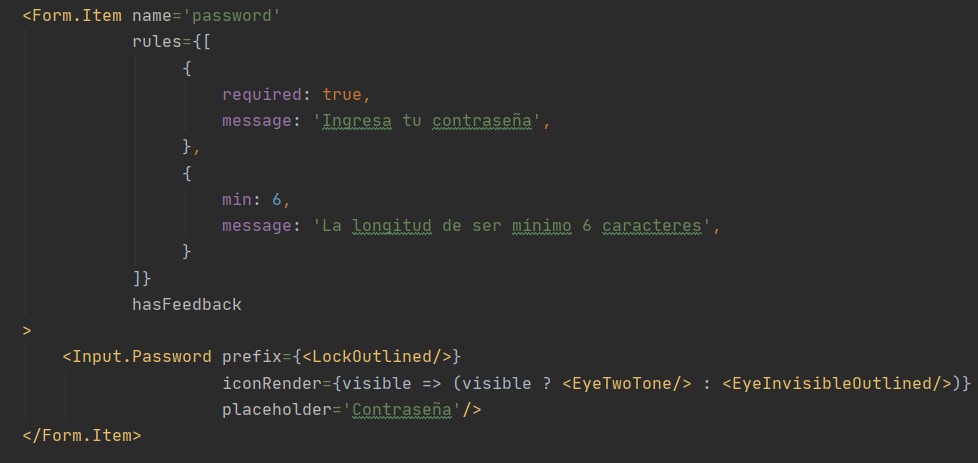 <Form.Item name='password'
rules={[
{
required: true,
message: 'Ingresa tu contraseña',
},
{
min: 6,
message: 'La longitud de ser mínimo 6 caracteres',
}
]}
hasFeedback
>
<Input.Password prefix={<LockOutlined/>}
iconRender={visible => (visible ? <EyeTwoTone/> : <EyeInvisibleOutlined/>)}
placeholder='Contraseña'/>
</Form.Item>